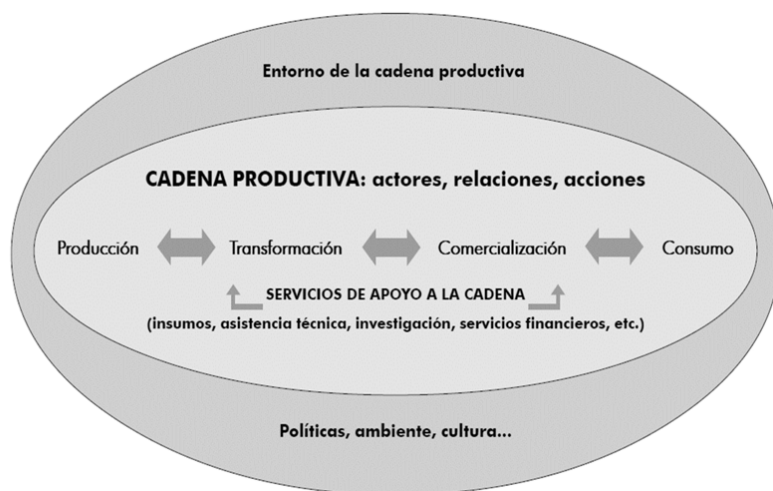 Entorno de la cadena productiva
CADENA PRODUCTIVA: actores, relaciones, acciones
Producción Transformación Comercialización Consumo
SERVICIOS DE APOYO A LA CADENA
(insumos, asistencia técnica, investigación, servicios financieros, etc.)
Políticas, ambiente, cultura...